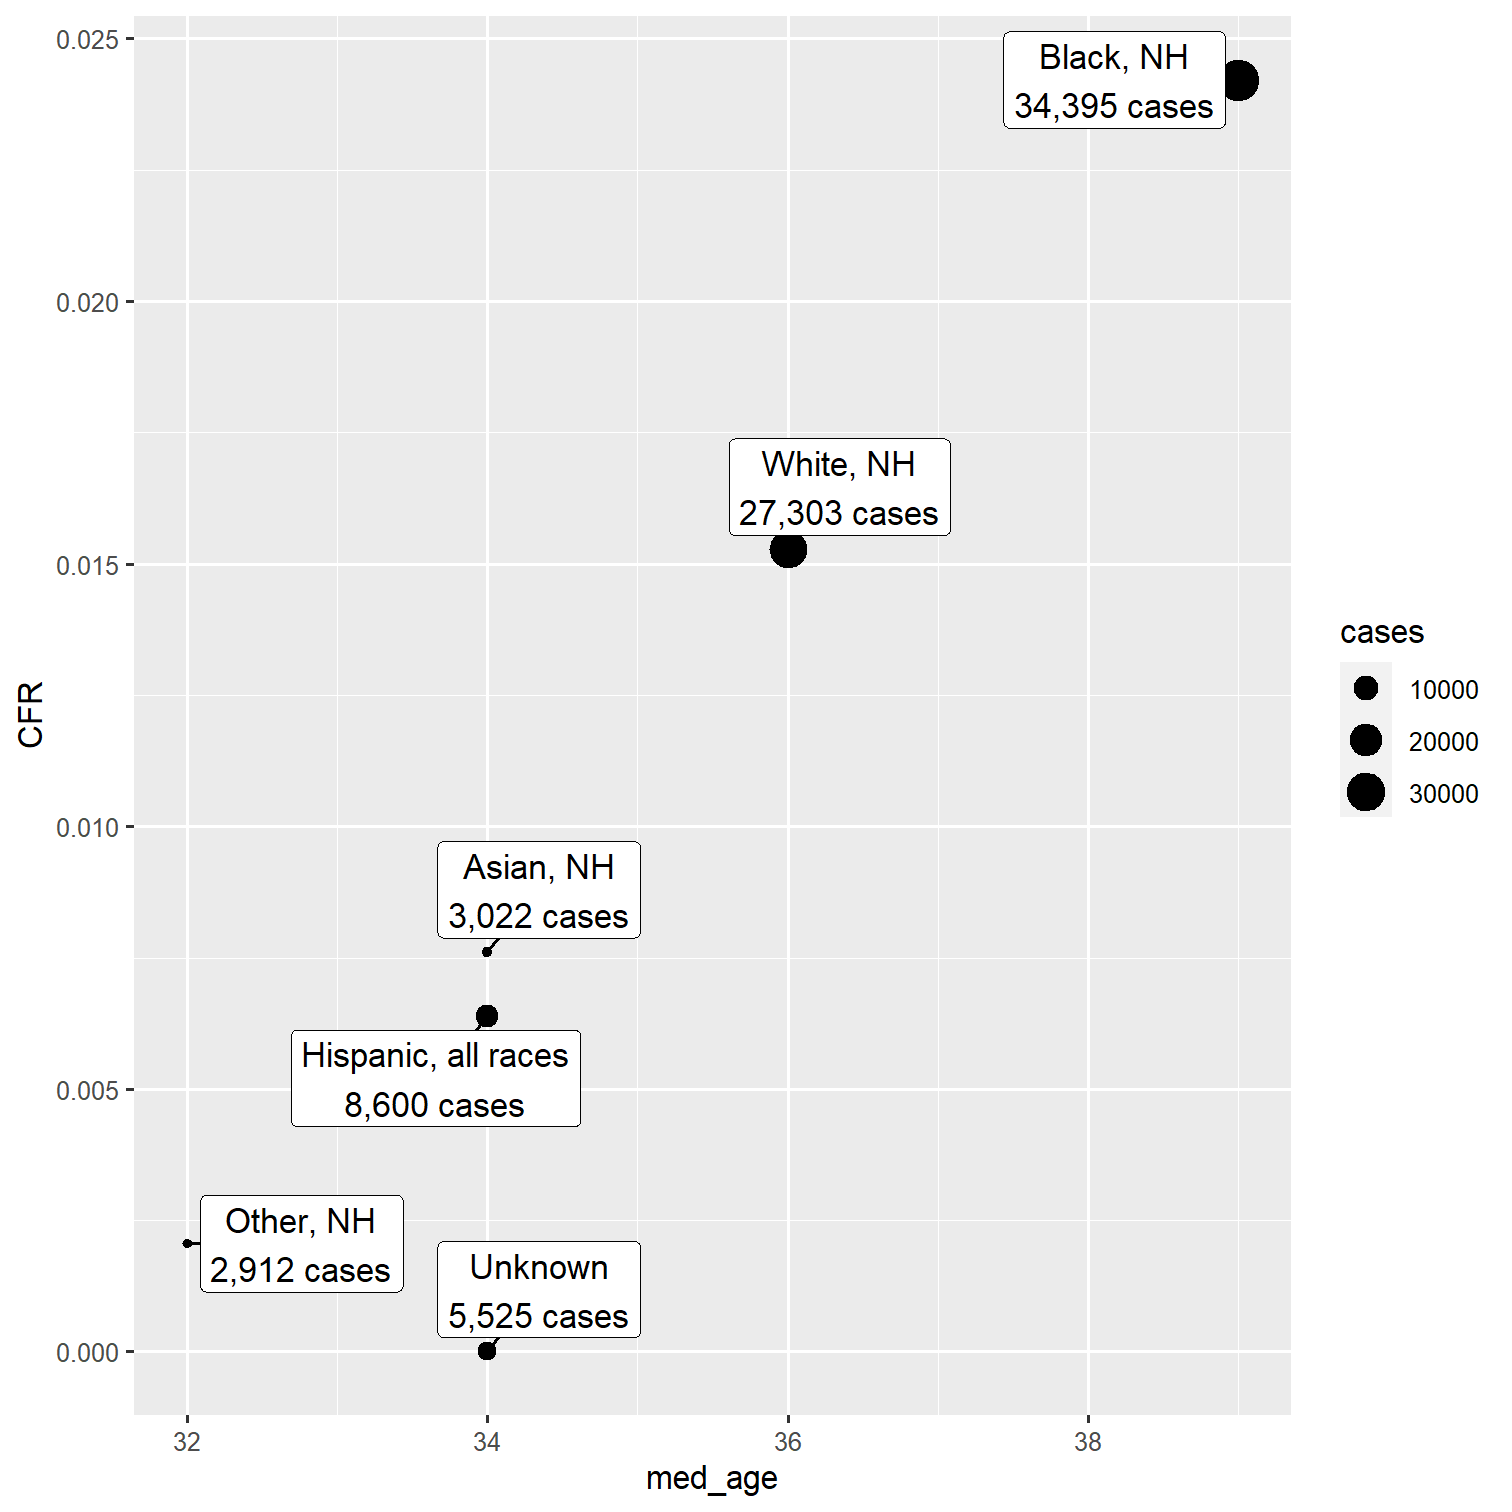 0.025
0.020
0.015
0.010
0.005
0.000
CFR
Black, NH
34,395 cases
White, NH
27,303 cases
Asian, NH
3,022 cases
Hispanic, all races
8,600 cases
Other, NH
2,912 cases
Unknown
5,525 cases
32
34
36
38
med_age
cases
10000
20000
30000